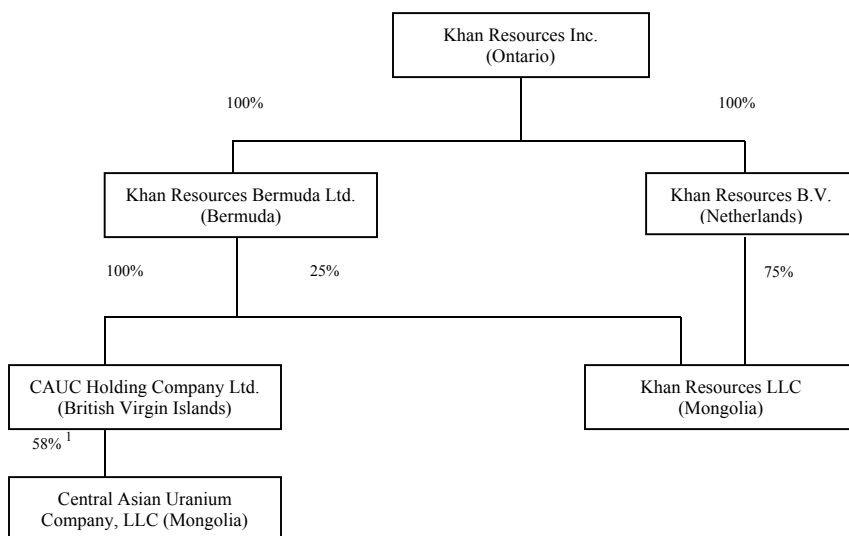 Khan Resources Inc.
(Ontario)
100%
100%
Khan Resources Bermuda Ltd.
(Bermuda)
Khan Resources B.V.
(Netherlands)
100%
25%
75%
CAUC Holding Company Ltd.
(British Virgin Islands)
Khan Resources LLC
(Mongolia)
58% 1
Central Asian Uranium
Company, LLC (Mongolia)